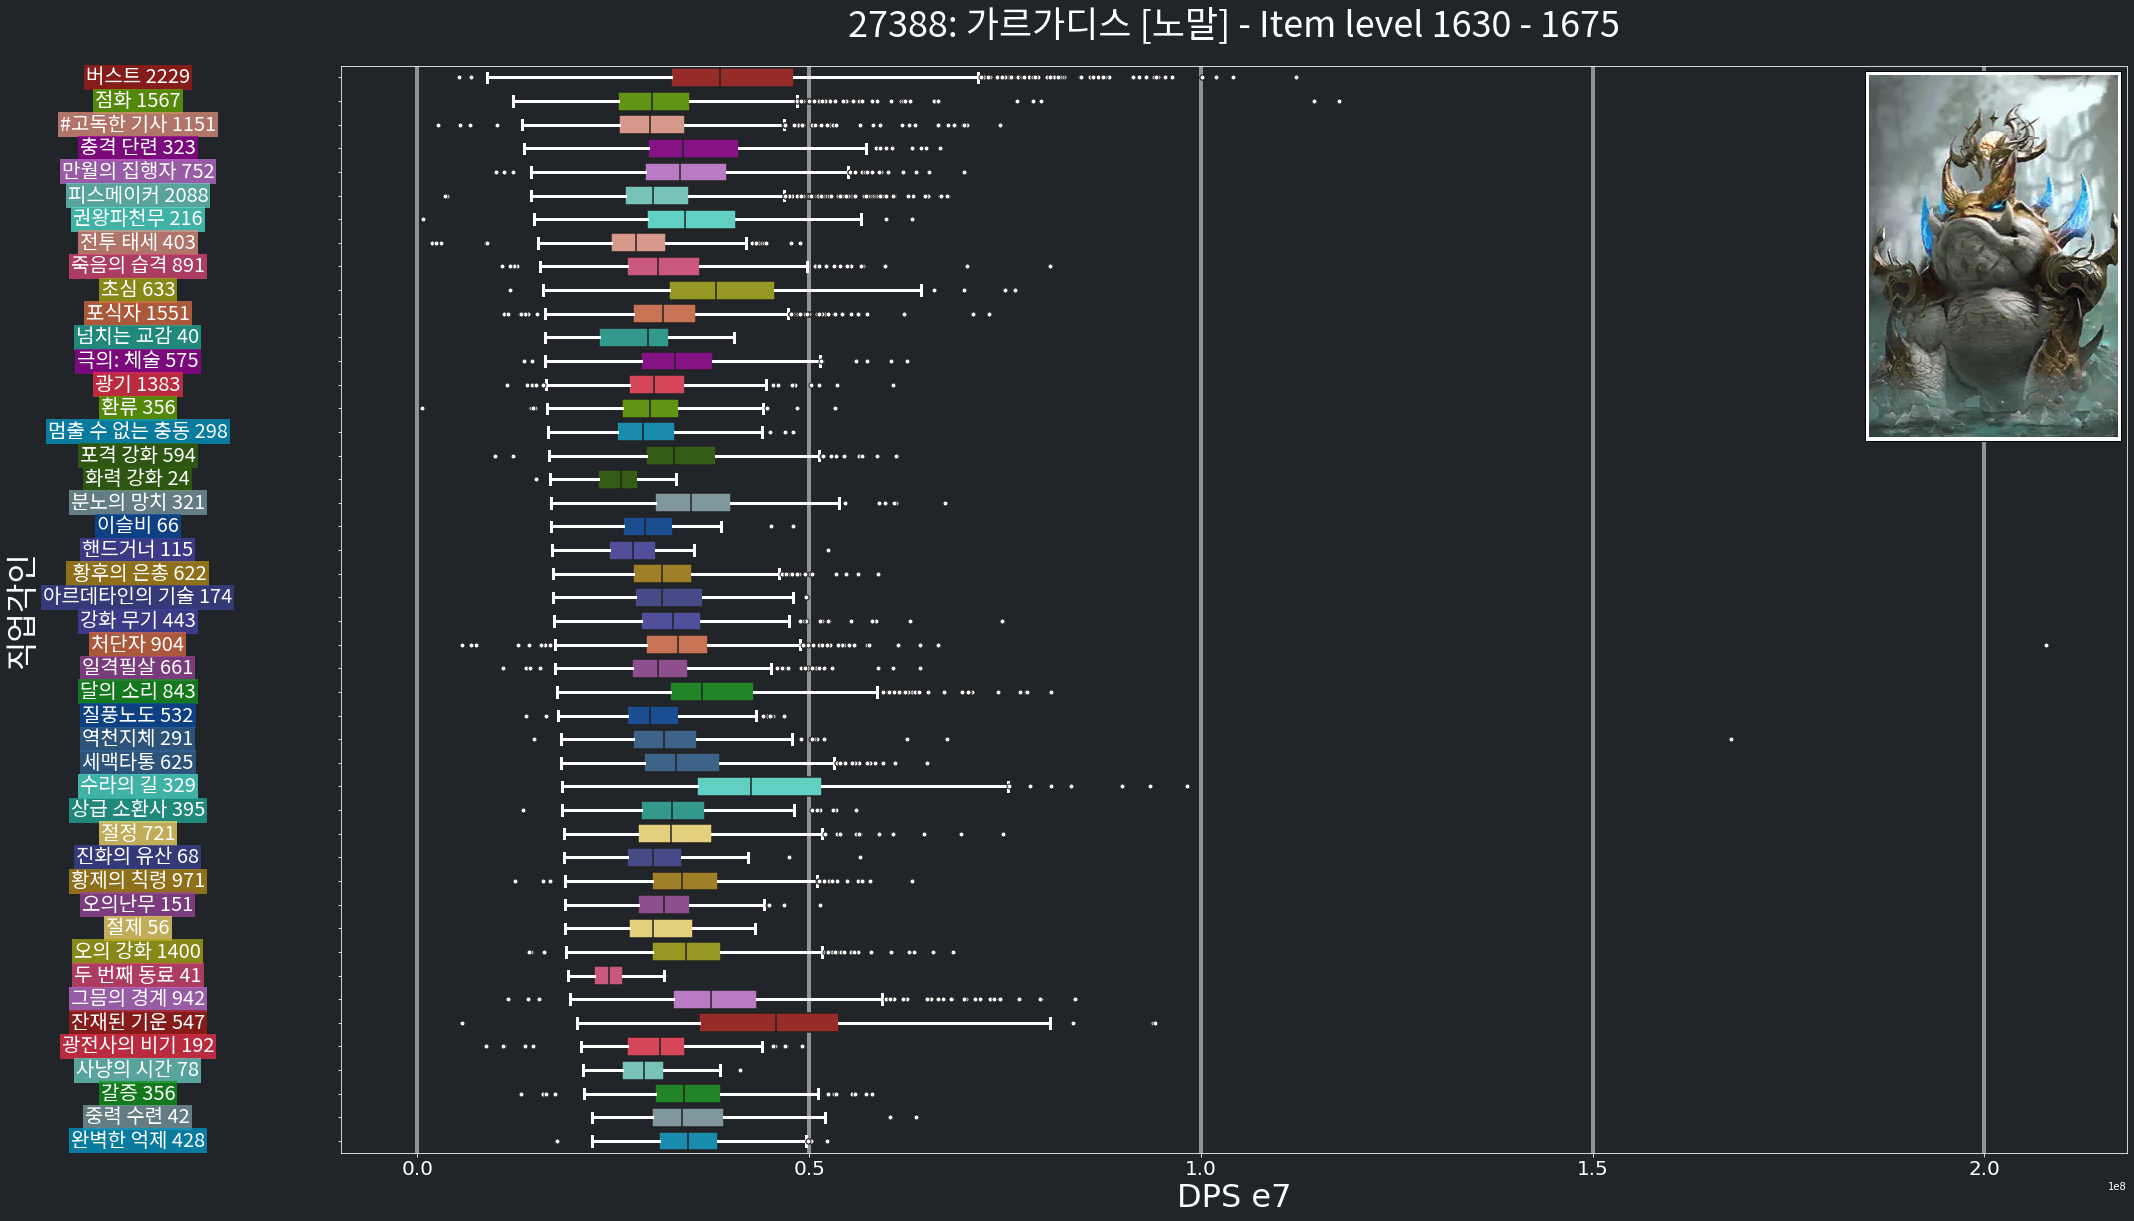 27388: 가르가디스 [노말] - Item level 1630 - 1675
직업각인
버스트 2229
점화 1567
#고독한 기사 1151
충격 단련 323
만월의 집행자 752
피스메이커 2088
권왕파천무 216
전투 태세 403
죽음의 습격 891
초심 633
포식자 1551
넘치는 교감 40
극의: 체술 575
광기 1383
환류 356
멈출 수 없는 충동 298
포격 강화 594
화력 강화 24
분노의 망치 321
이슬비 66
핸드거너 115
황후의 은총 622
아르데타인의 기술 174
강화 무기 443
처단자 904
일격필살 661
달의 소리 843
질풍노도 532
역천지체 291
세맥타통 625
수라의 길 329
상급 소환사 395
절정 721
진화의 유산 68
황제의 칙령 971
오의난무 151
절제 56
오의 강화 1400
두 번째 동료 41
그믐의 경계 942
잔재된 기운 547
광전사의 비기 192
사냥의 시간 78
갈증 356
중력 수련 42
완벽한 억제 428
0.0 0.5 1.0 1.5 2.0
1e8
DPS e7